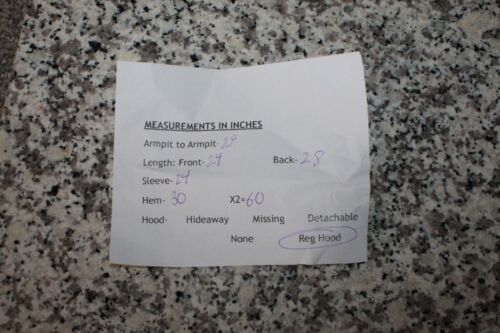 MEASUREMENTS IN INCHES
Armpit to Armpit- 29
Length: Front- 29 Back- 28
Sleeve- 24
Hem- 30 X2= 60
Hood- Hideaway Missing Detachable
None Reg Hood